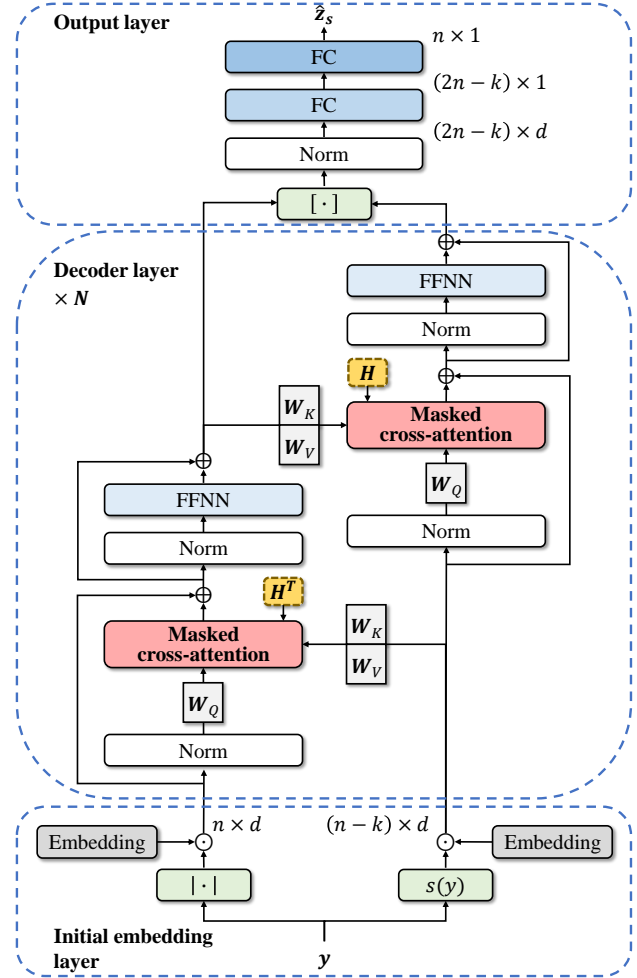 Output layer
ẑ_s
n × 1
FC
(2n − k) × 1
FC
(2n − k) × d
Norm
[ · ]
Decoder layer
× N
FFNN
Norm
H
W_K
W_V
Masked
cross-attention
W_Q
Norm
FFNN
Norm
H^T
Masked
cross-attention
W_K
W_V
W_Q
Norm
n × d
(n − k) × d
Embedding
Embedding
| · |
s(y)
Initial embedding
layer
y